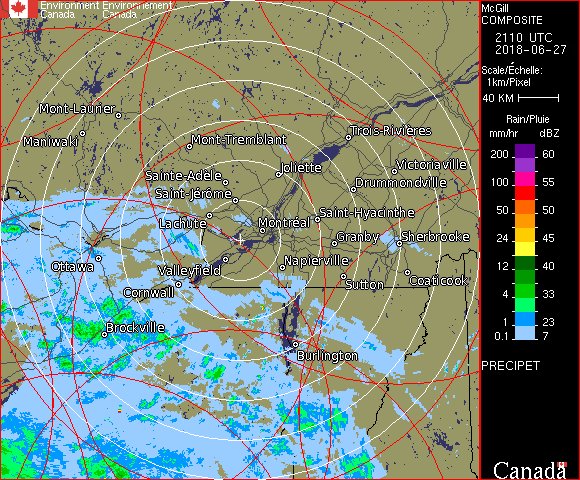 Environment Environnement
Canada Canada
McGill
COMPOSITE
2110 UTC
2018-06-27
Scale/Échelle:
1km/Pixel
40 KM
Rain/Pluie
mm/hr dBZ
200 60
100 55
50 50
24 45
12 40
4 33
1 23
0.1 7
PRECIPET
Canada
Mont-Laurier
Maniwaki
Mont-Tremblant
Trois-Rivières
Joliette
Victoriaville
Sainte-Adèle
Drummondville
Saint-Jérôme
Lachute
Saint-Hyacinthe
Montréal
Granby
Sherbrooke
Ottawa
Valleyfield
Napierville
Cornwall
Sutton
Coaticook
Brockville
Burlington